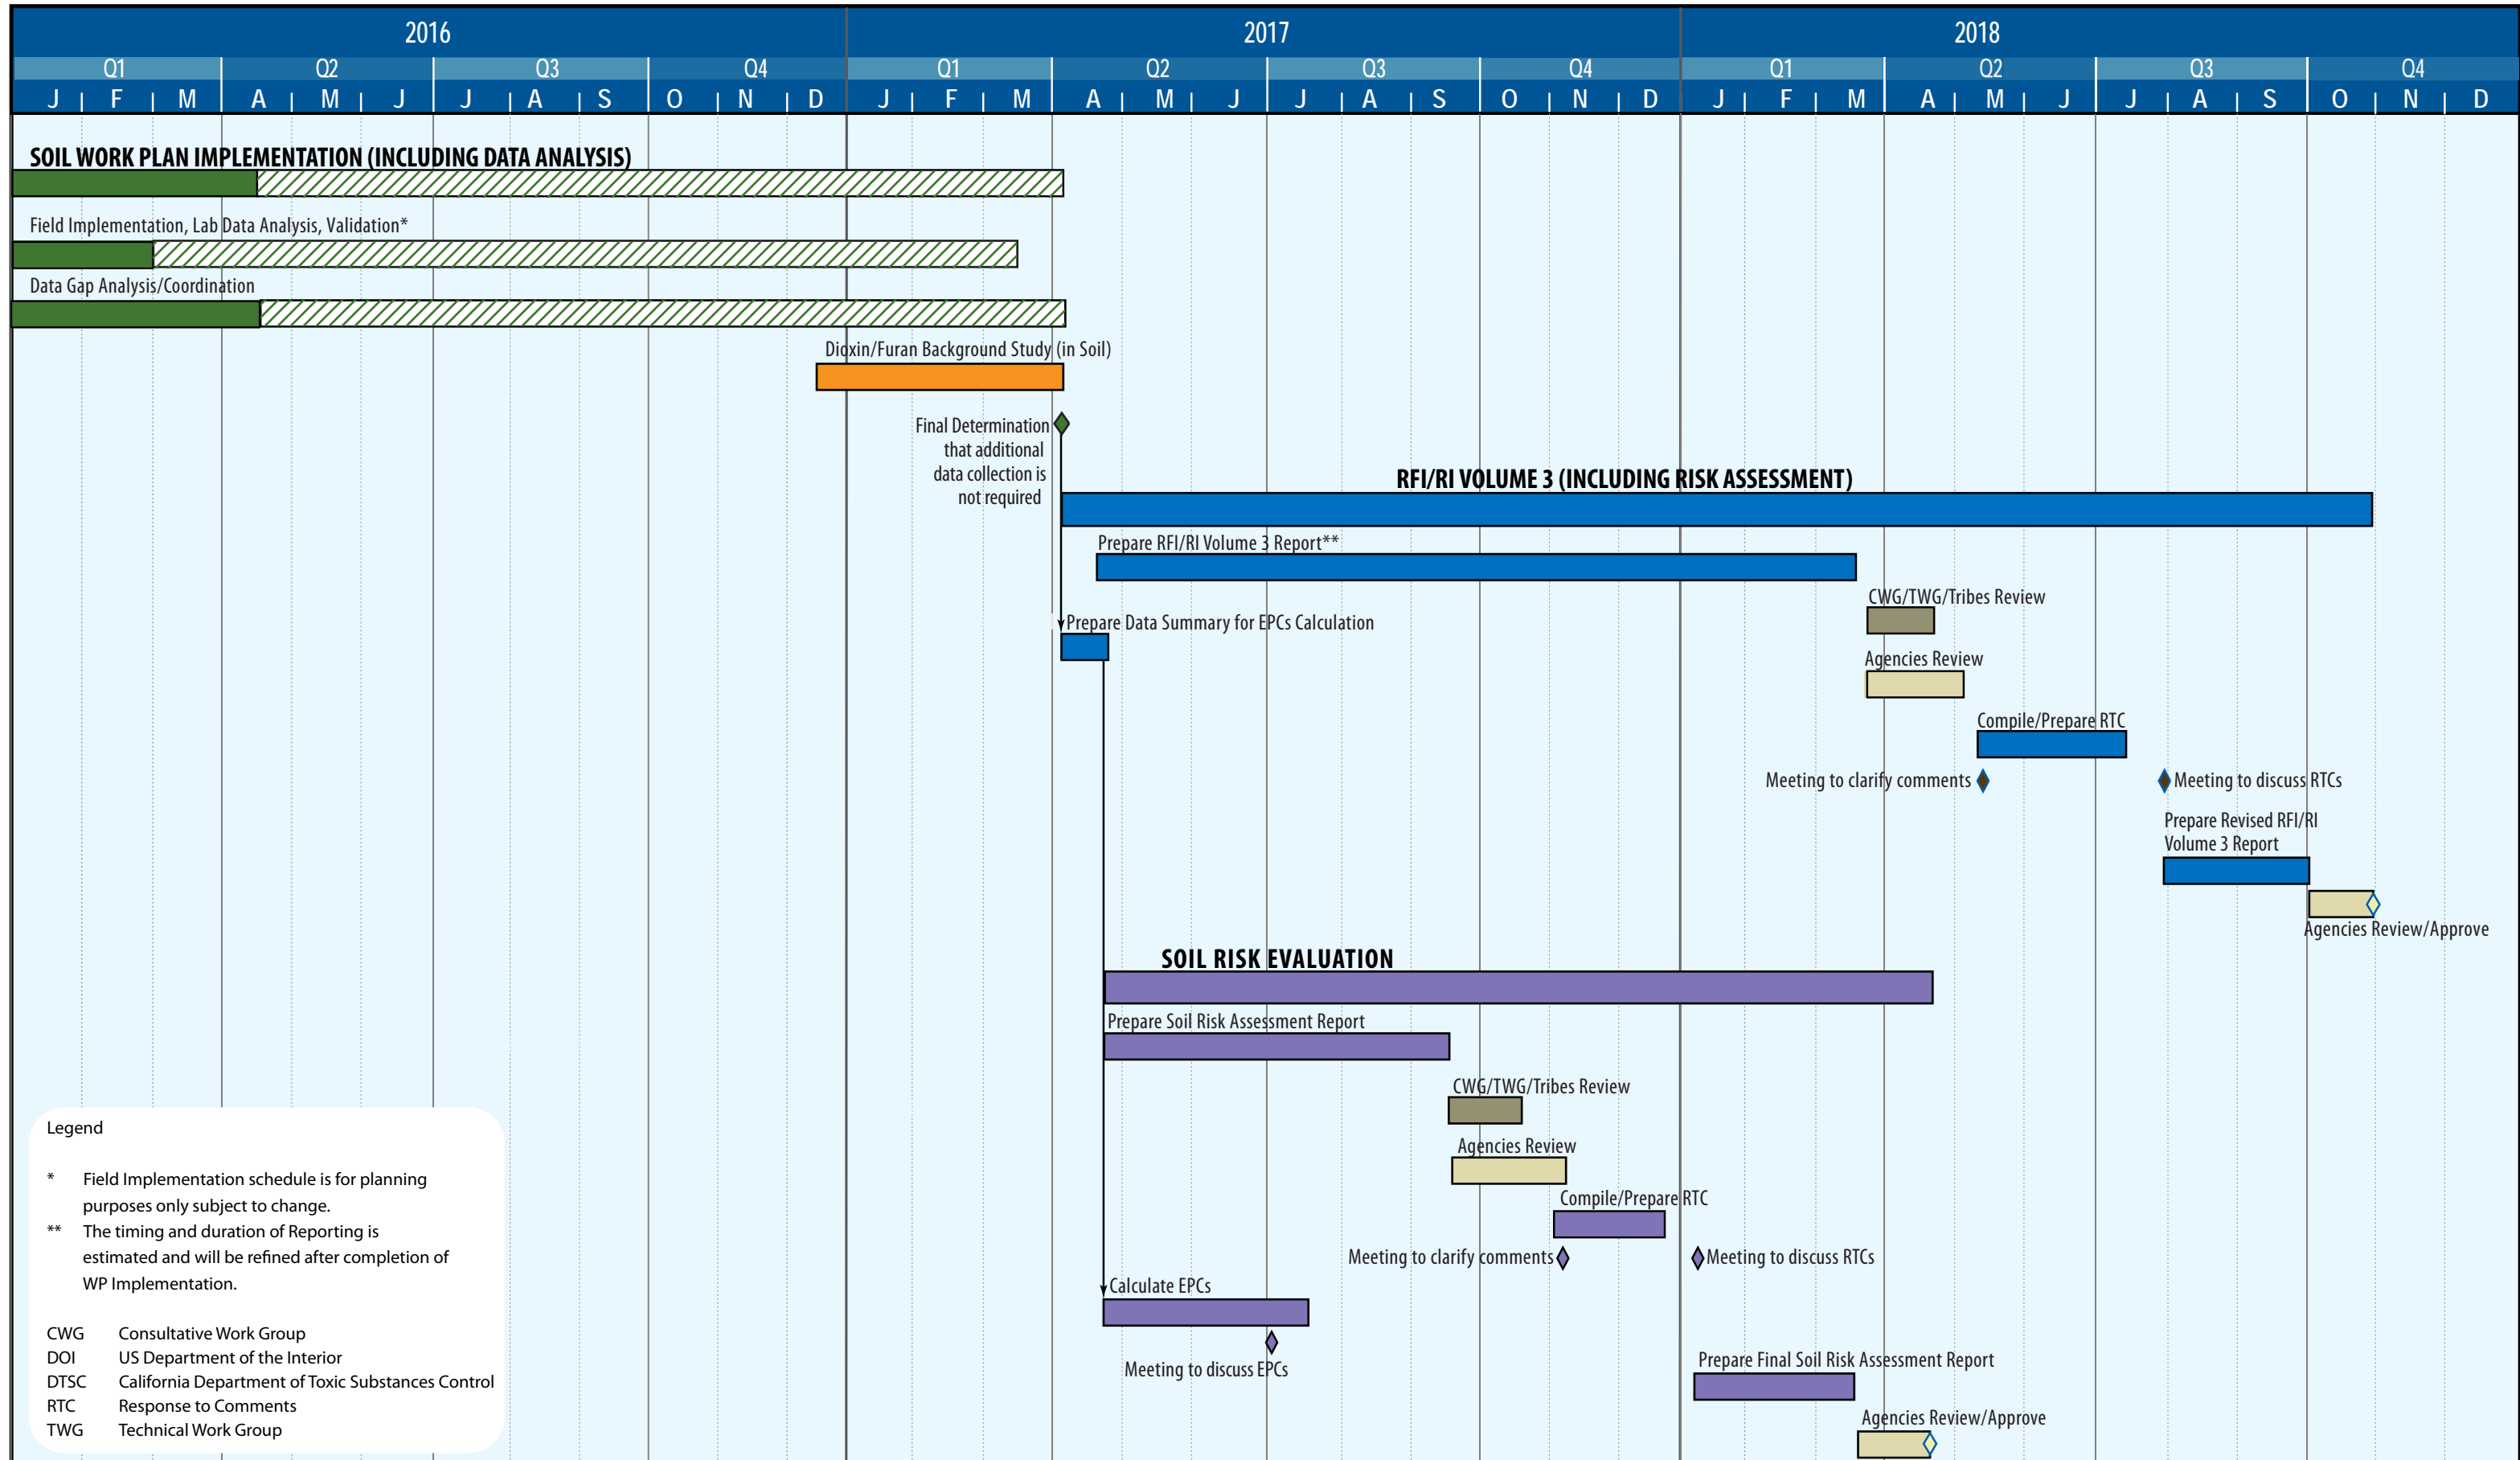 2016 2017 2018
Q1 Q2 Q3 Q4 Q1 Q2 Q3 Q4 Q1 Q2 Q3 Q4
J F M A M J J A S O N D J F M A M J J A S O N D J F M A M J J A S O N D
SOIL WORK PLAN IMPLEMENTATION (INCLUDING DATA ANALYSIS)
Field Implementation, Lab Data Analysis, Validation*
Data Gap Analysis/Coordination
Dioxin/Furan Background Study (in Soil)
Final Determination
that additional
data collection is
not required
RFI/RI VOLUME 3 (INCLUDING RISK ASSESSMENT)
Prepare RFI/RI Volume 3 Report**
CWG/TWG/Tribes Review
Prepare Data Summary for EPCs Calculation
Agencies Review
Compile/Prepare RTC
Meeting to clarify comments
Meeting to discuss RTCs
Prepare Revised RFI/RI
Volume 3 Report
Agencies Review/Approve
SOIL RISK EVALUATION
Prepare Soil Risk Assessment Report
CWG/TWG/Tribes Review
Agencies Review
Compile/Prepare RTC
Meeting to clarify comments
Meeting to discuss RTCs
Calculate EPCs
Meeting to discuss EPCs
Prepare Final Soil Risk Assessment Report
Agencies Review/Approve
Legend
* Field Implementation schedule is for planning
purposes only subject to change.
** The timing and duration of Reporting is
estimated and will be refined after completion of
WP Implementation.
CWG Consultative Work Group
DOI US Department of the Interior
DTSC California Department of Toxic Substances Control
RTC Response to Comments
TWG Technical Work Group